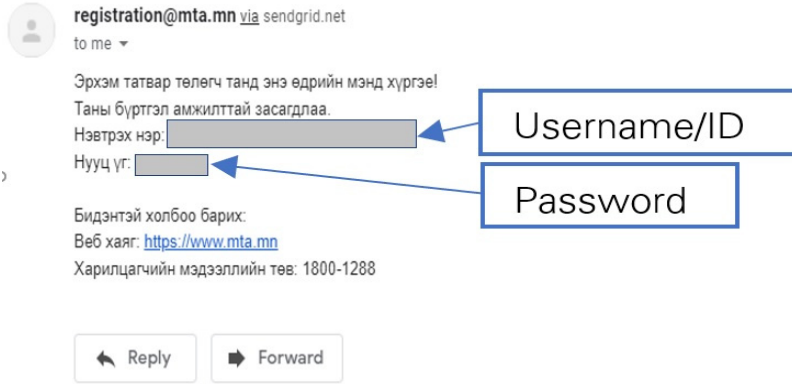 registration@mta.mn via sendgrid.net
to me
Эрхэм татвар төлөгч танд энэ өдрийн мэнд хүргэе!
Таны бүртгэл амжилттай засагдлаа.
Нэвтрэх нэр:
Username/ID
Нууц үг:
Password
Бидэнтэй холбоо барих:
Веб хаяг: https://www.mta.mn
Харилцагчийн мэдээллийн төв: 1800-1288
Reply
Forward